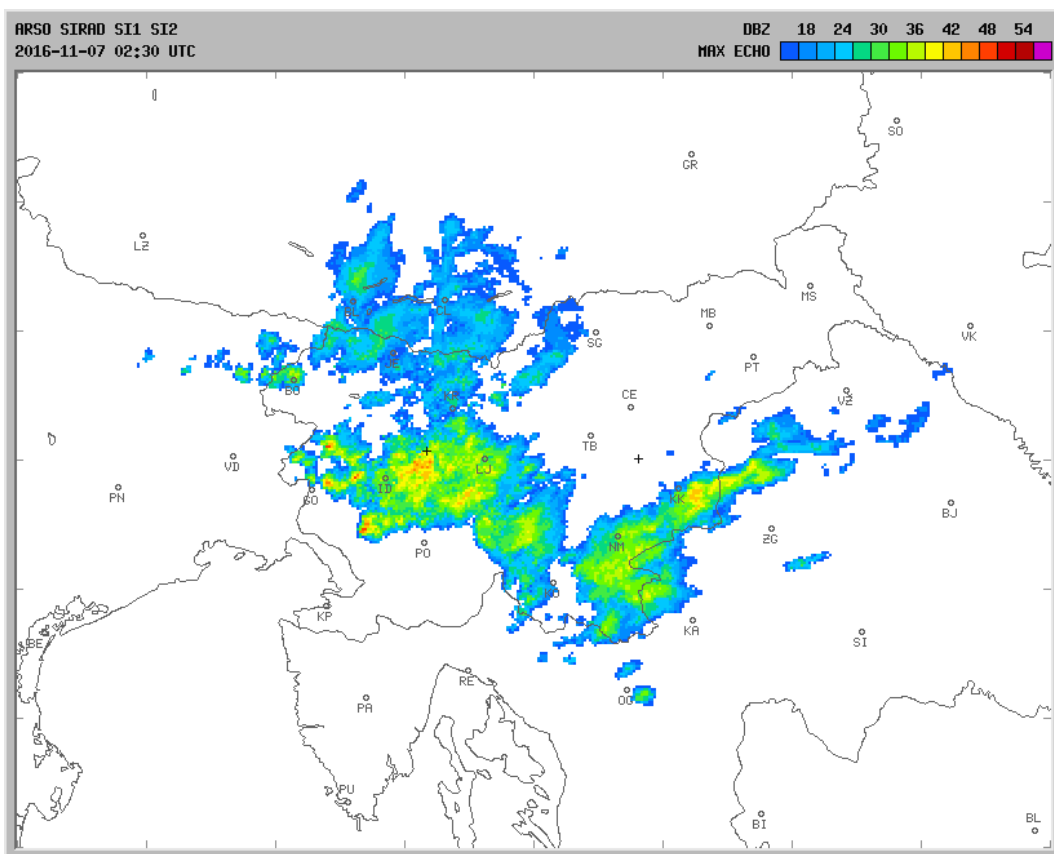 ARSO SIRAD SI1 SI2
2016-11-07 02:30 UTC
DBZ 18 24 30 36 42 48 54
MAX ECHO
SO
GR
LZ
MS
CL
MB
VK
SG
PT
BO
CE
VZ
KR
TB
VD
LJ
ID
PN
GO
KK
BJ
ZG
PO
NM
KP
KA
SI
BE
RE
OG
PA
PU
BI
BL